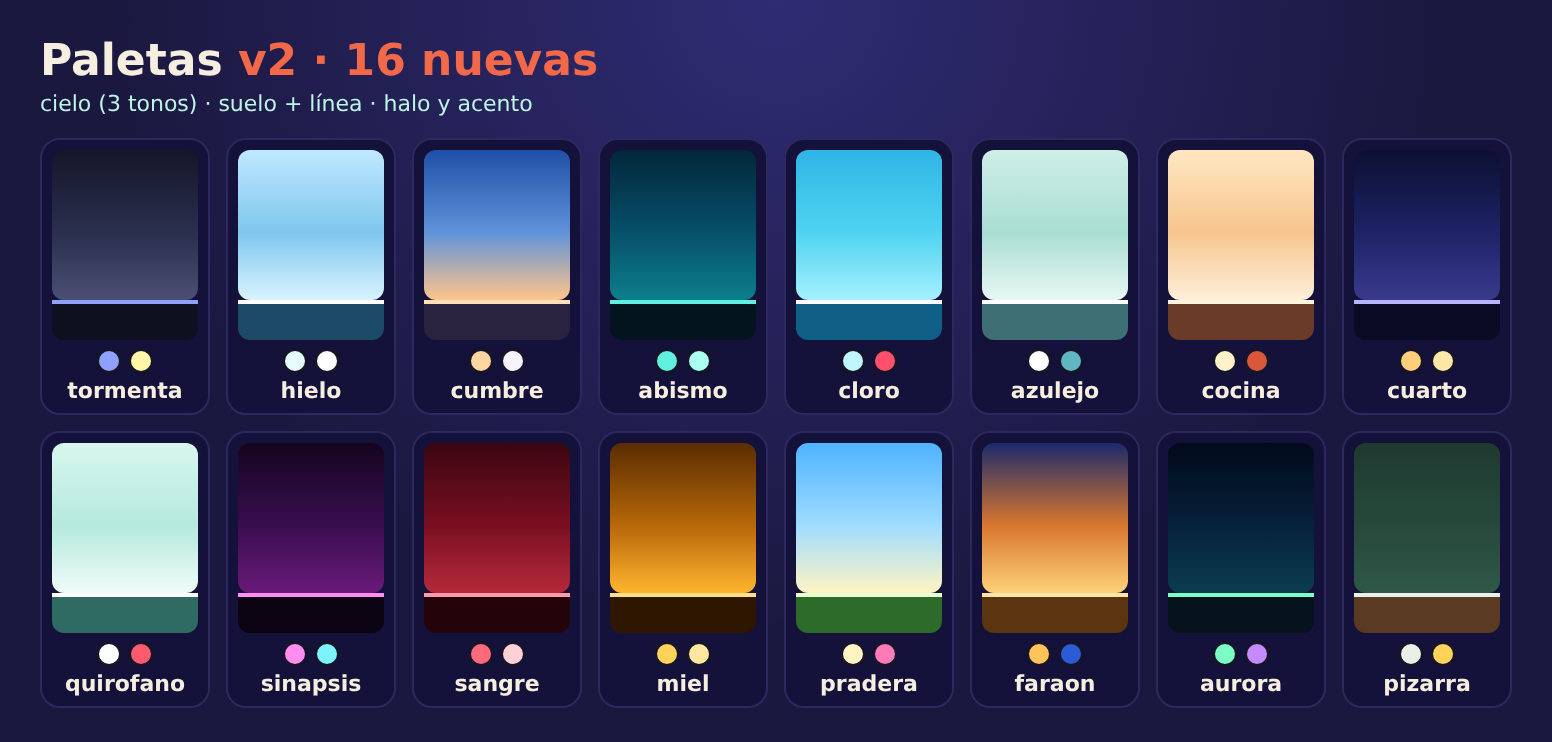 Paletas v2 · 16 nuevas
cielo (3 tonos) · suelo + línea · halo y acento
tormenta
hielo
cumbre
abismo
cloro
azulejo
cocina
cuarto
quirofano
sinapsis
sangre
miel
pradera
faraon
aurora
pizarra